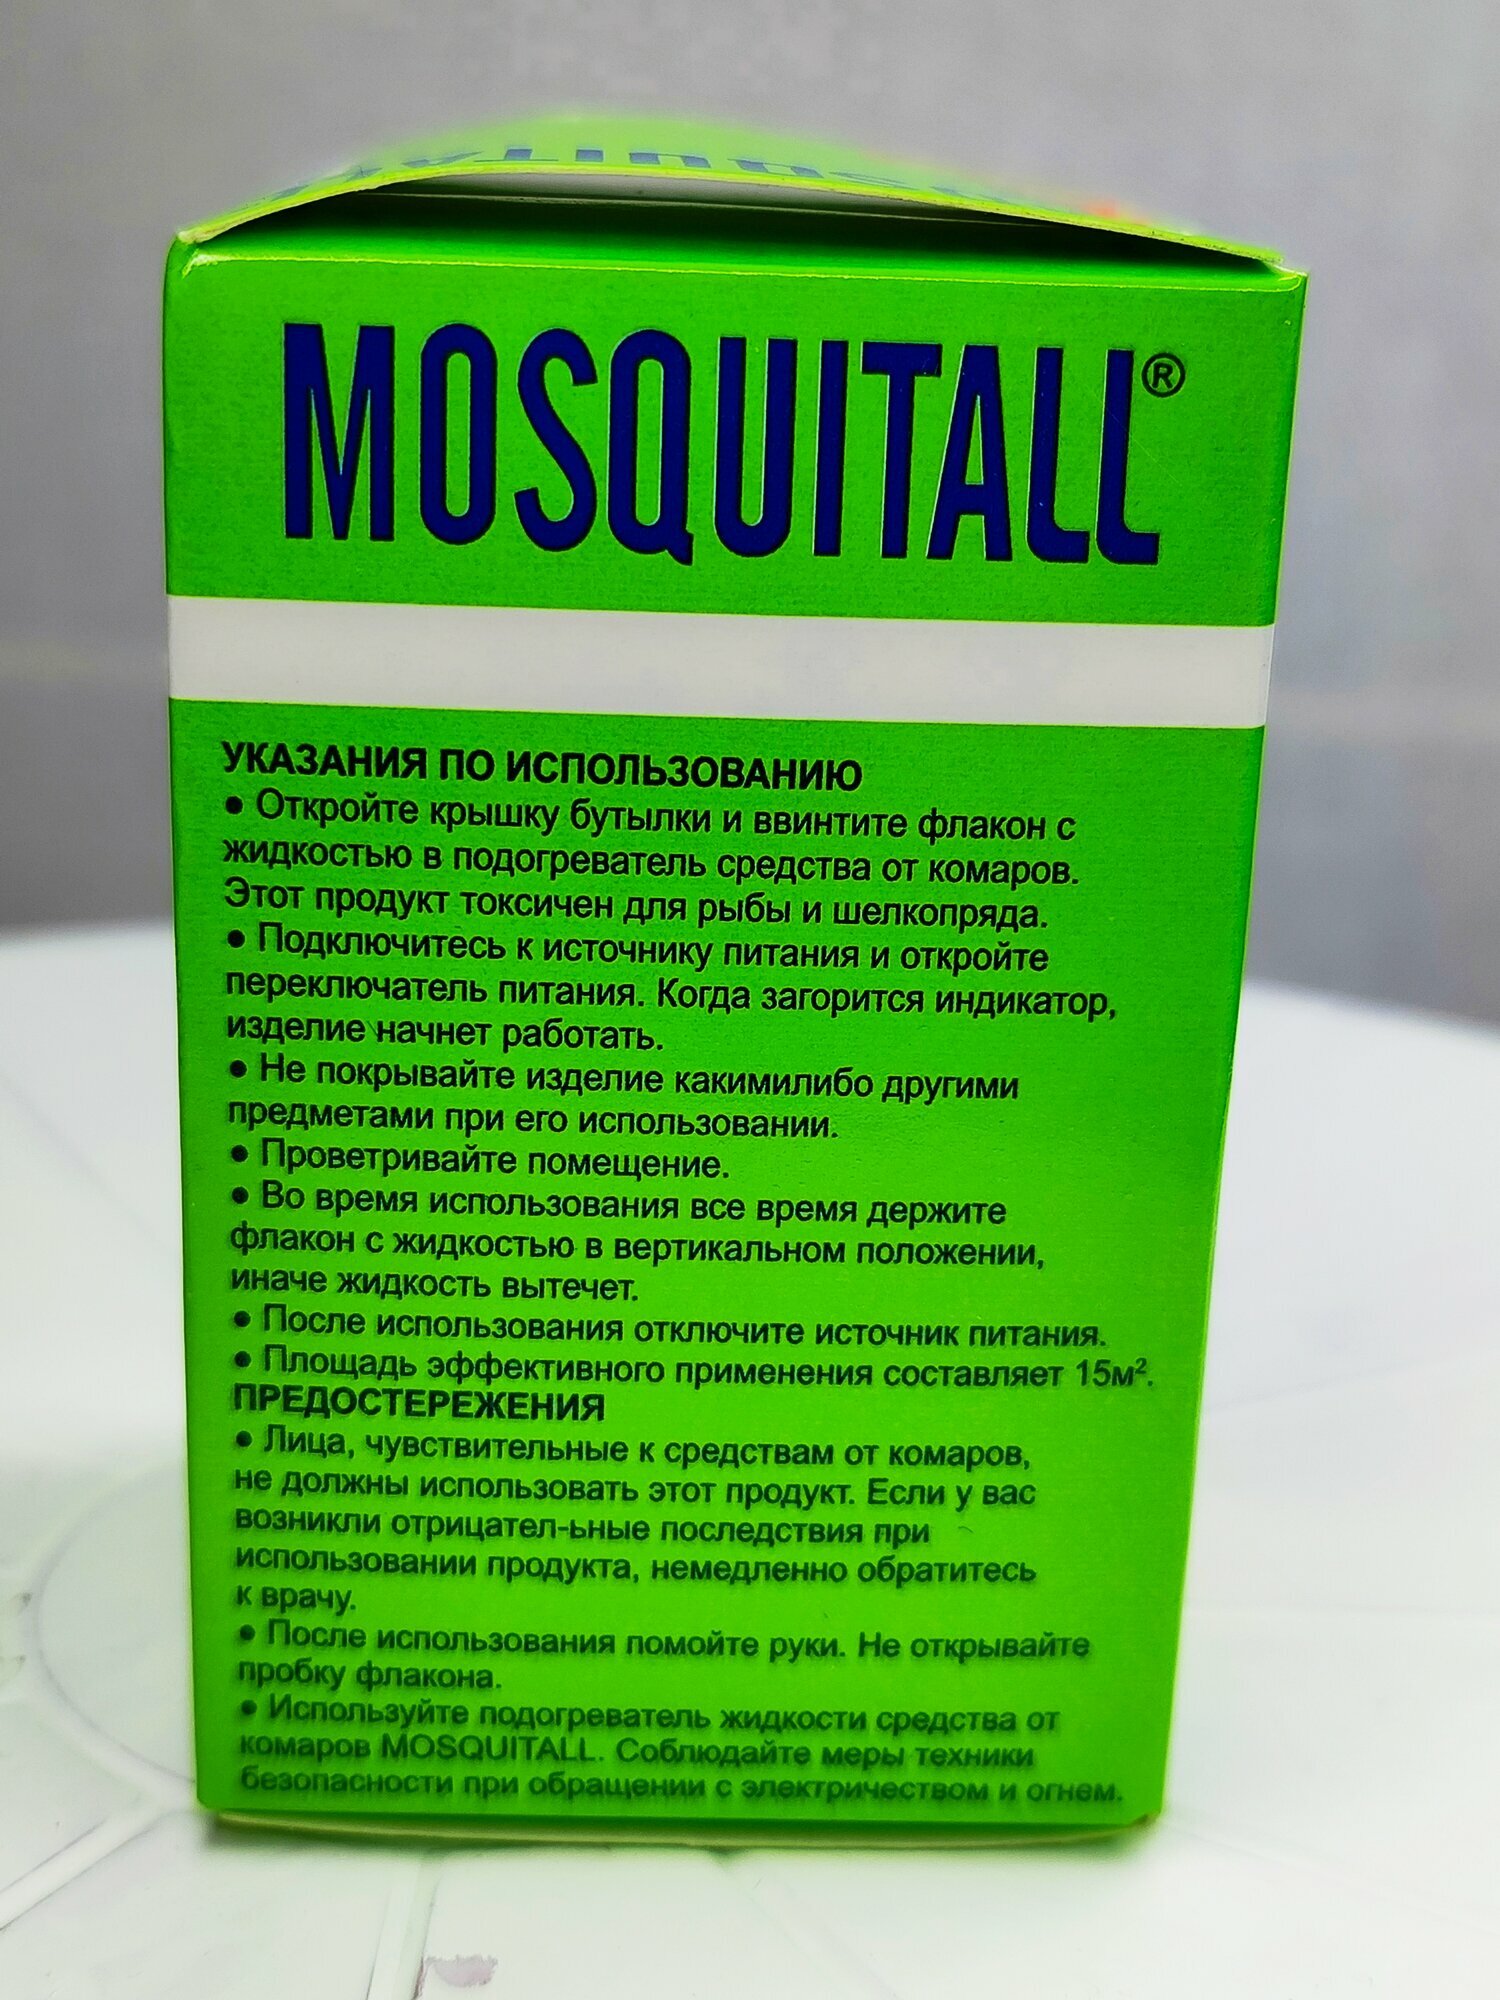 MOSQUITALL®
УКАЗАНИЯ ПО ИСПОЛЬЗОВАНИЮ
● Откройте крышку бутылки и ввинтите флакон с
жидкостью в подогреватель средства от комаров.
Этот продукт токсичен для рыбы и шелкопряда.
● Подключитесь к источнику питания и откройте
переключатель питания. Когда загорится индикатор,
изделие начнет работать.
● Не покрывайте изделие какимилибо другими
предметами при его использовании.
● Проветривайте помещение.
● Во время использования все время держите
флакон с жидкостью в вертикальном положении,
иначе жидкость вытечет.
● После использования отключите источник питания.
● Площадь эффективного применения составляет 15м².
ПРЕДОСТЕРЕЖЕНИЯ
● Лица, чувствительные к средствам от комаров,
не должны использовать этот продукт. Если у вас
возникли отрицател-ьные последствия при
использовании продукта, немедленно обратитесь
к врачу.
● После использования помойте руки. Не открывайте
пробку флакона.
● Используйте подогреватель жидкости средства от
комаров MOSQUITALL. Соблюдайте меры техники
безопасности при обращении с электричеством и огнем.